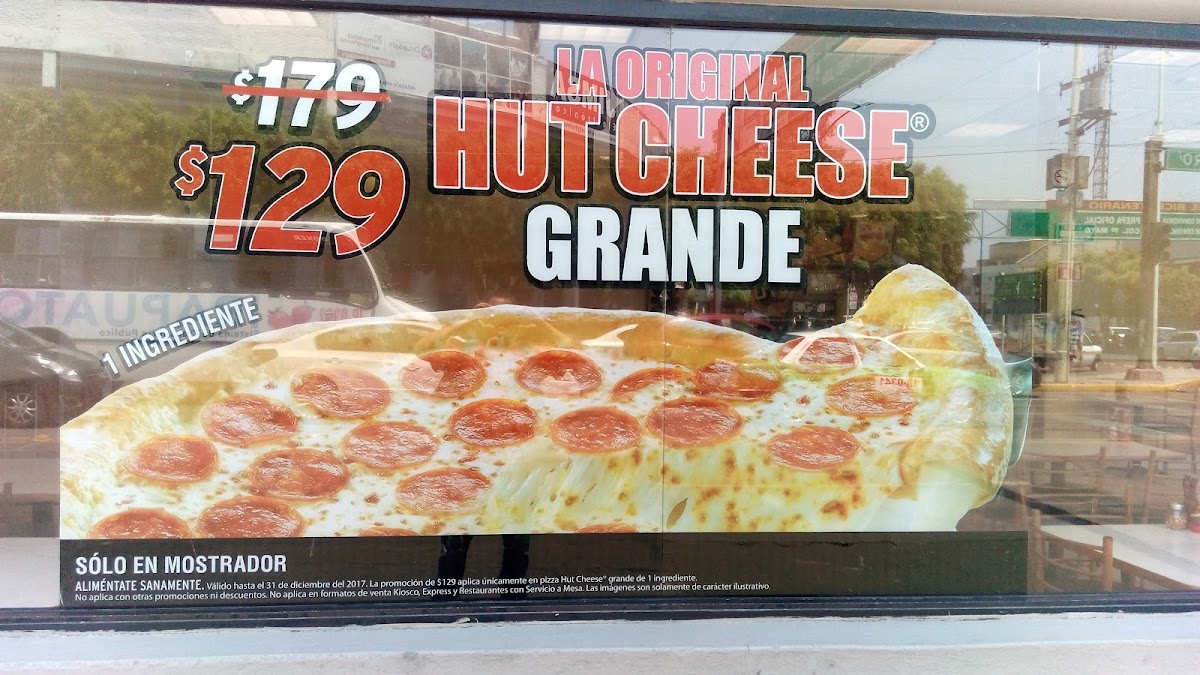 $179
$129
LA ORIGINAL
HUT CHEESE®
GRANDE
1 INGREDIENTE
SÓLO EN MOSTRADOR
ALIMÉNTATE SANAMENTE. Válido hasta el 31 de diciembre del 2017. La promoción de $129 aplica únicamente en pizza Hut Cheese® grande de 1 ingrediente.
No aplica con otras promociones ni descuentos. No aplica en formatos de venta Kiosco, Express y Restaurantes con Servicio a Mesa. Las imágenes son solamente de carácter ilustrativo.